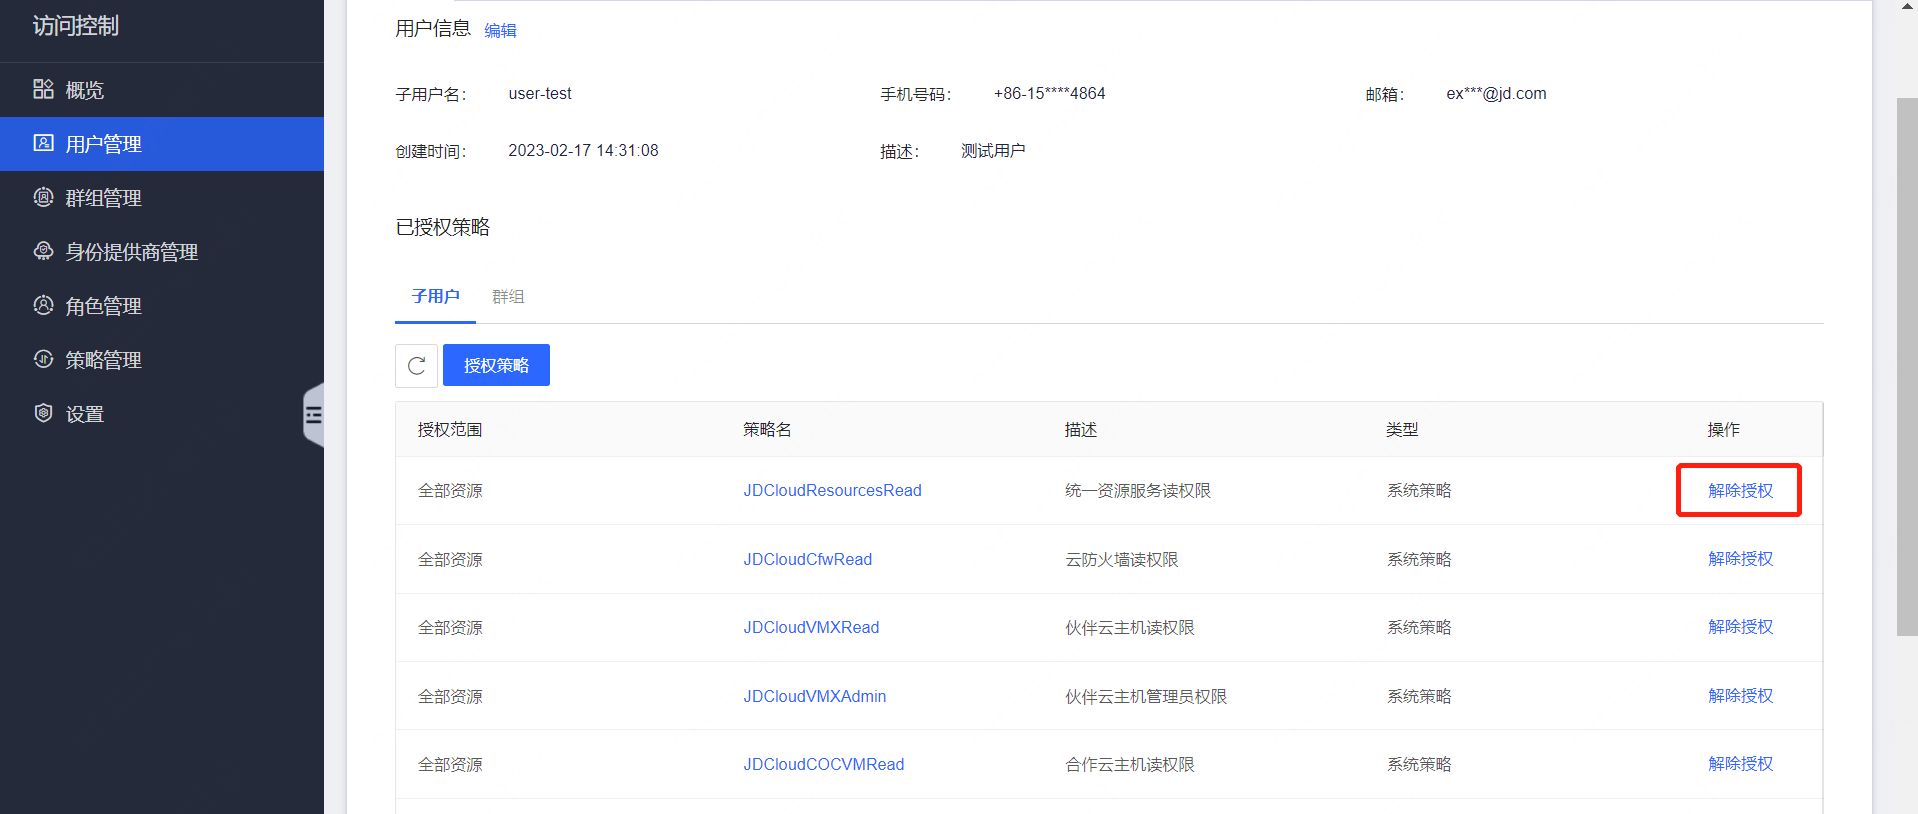 访问控制
概览
用户管理
群组管理
身份提供商管理
角色管理
策略管理
设置
用户信息 编辑
子用户名： user-test 手机号码： +86-15****4864 邮箱： ex***@jd.com
创建时间： 2023-02-17 14:31:08 描述： 测试用户
已授权策略
子用户 群组
授权策略
授权范围 策略名 描述 类型 操作
全部资源 JDCloudResourcesRead 统一资源服务读权限 系统策略 解除授权
全部资源 JDCloudCfwRead 云防火墙读权限 系统策略 解除授权
全部资源 JDCloudVMXRead 伙伴云主机读权限 系统策略 解除授权
全部资源 JDCloudVMXAdmin 伙伴云主机管理员权限 系统策略 解除授权
全部资源 JDCloudCOCVMRead 合作云主机读权限 系统策略 解除授权